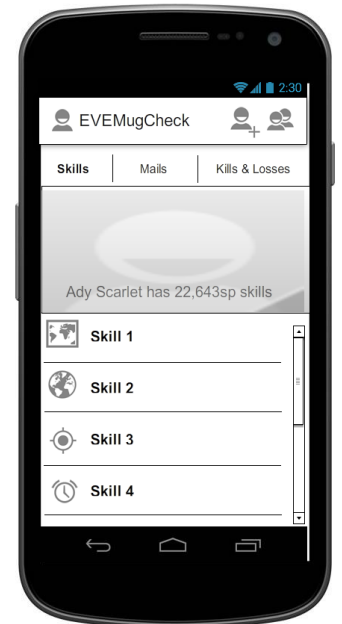 2:30
EVEMugCheck
Skills
Mails
Kills & Losses
Ady Scarlet has 22,643sp skills
Skill 1
Skill 2
Skill 3
Skill 4